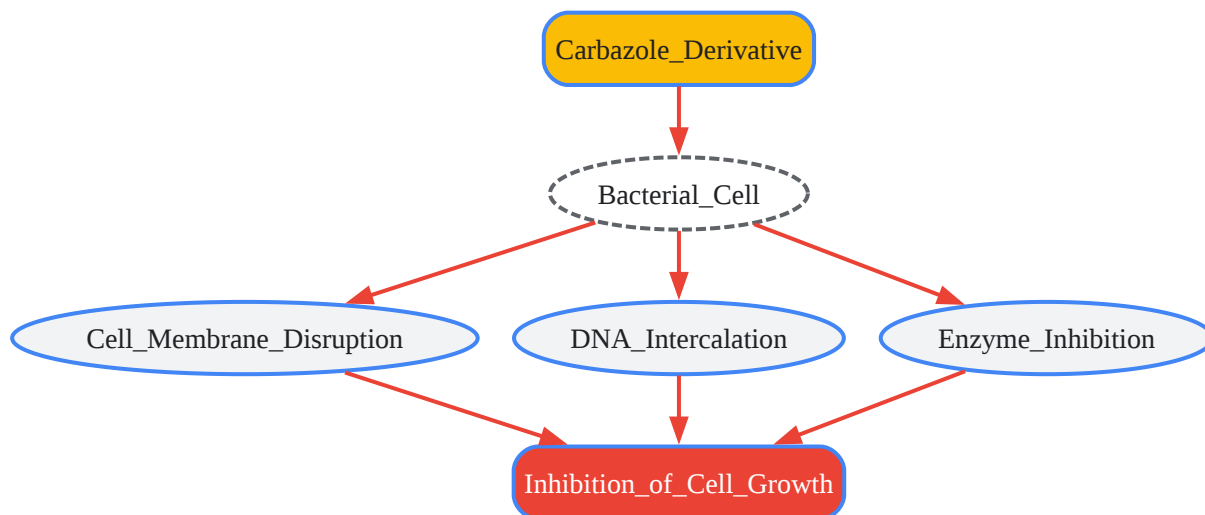 Carbazole_Derivative
Bacterial_Cell
Cell_Membrane_Disruption
DNA_Intercalation
Enzyme_Inhibition
Inhibition_of_Cell_Growth